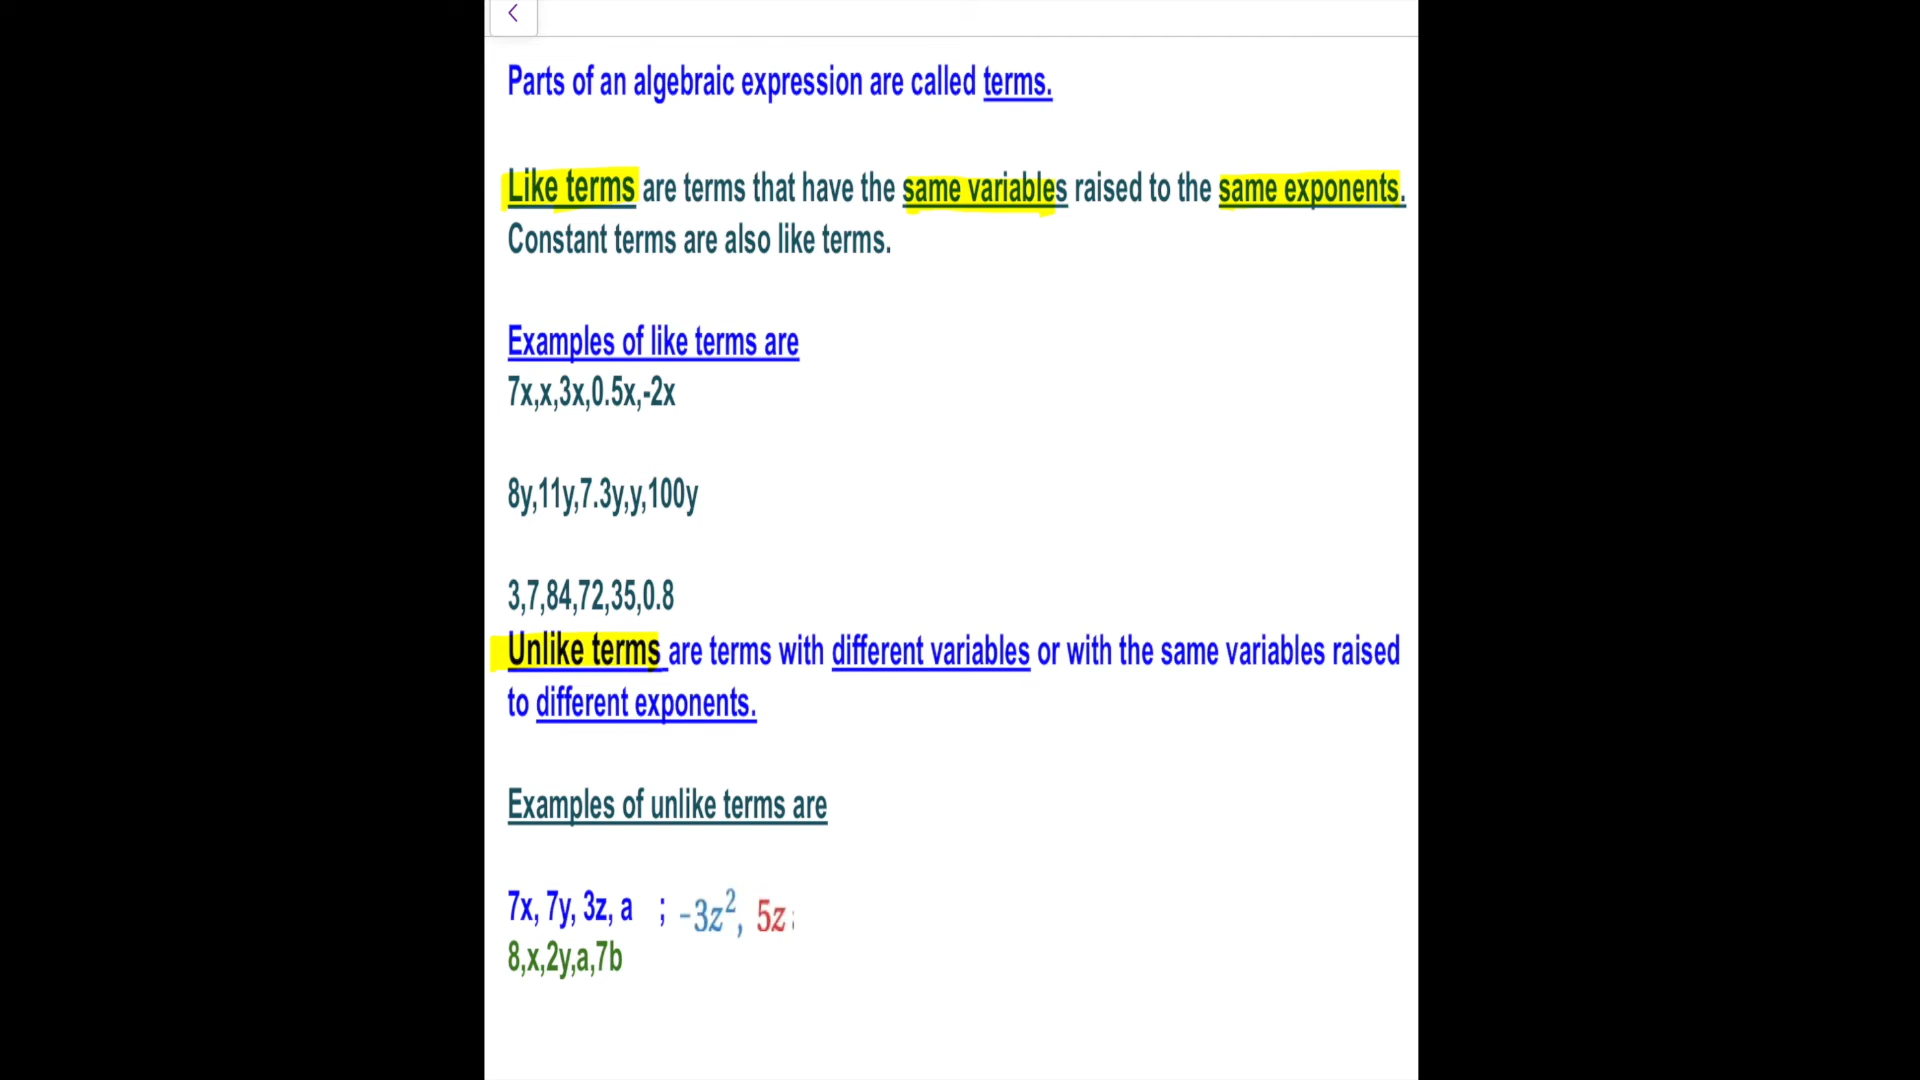 Parts of an algebraic expression are called terms.
Like terms are terms that have the same variables raised to the same exponents.
Constant terms are also like terms.
Examples of like terms are
7x,x,3x,0.5x,-2x
8y,11y,7.3y,y,100y
3,7,84,72,35,0.8
Unlike terms are terms with different variables or with the same variables raised
to different exponents.
Examples of unlike terms are
7x, 7y, 3z, a ; -3z², 5z
8,x,2y,a,7b